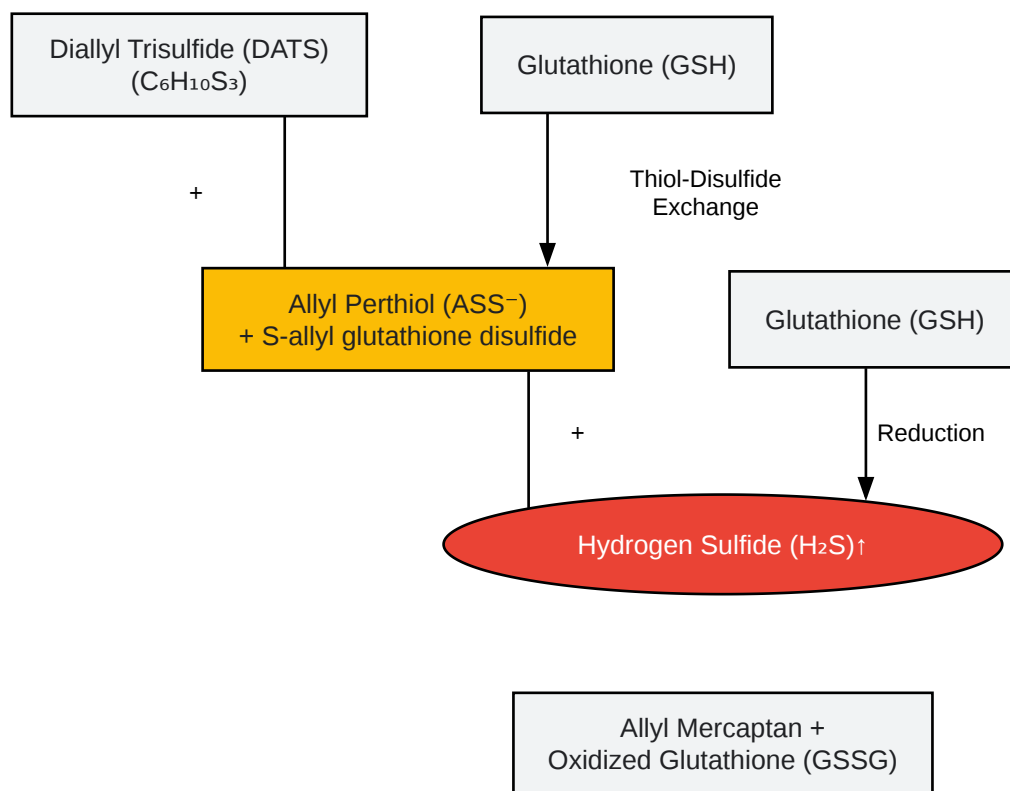 Diallyl Trisulfide (DATS)
(C₆H₁₀S₃)
Glutathione (GSH)
+
Thiol-Disulfide
Exchange
Allyl Perthiol (ASS⁻)
+ S-allyl glutathione disulfide
Glutathione (GSH)
+
Reduction
Hydrogen Sulfide (H₂S)↑
Allyl Mercaptan +
Oxidized Glutathione (GSSG)